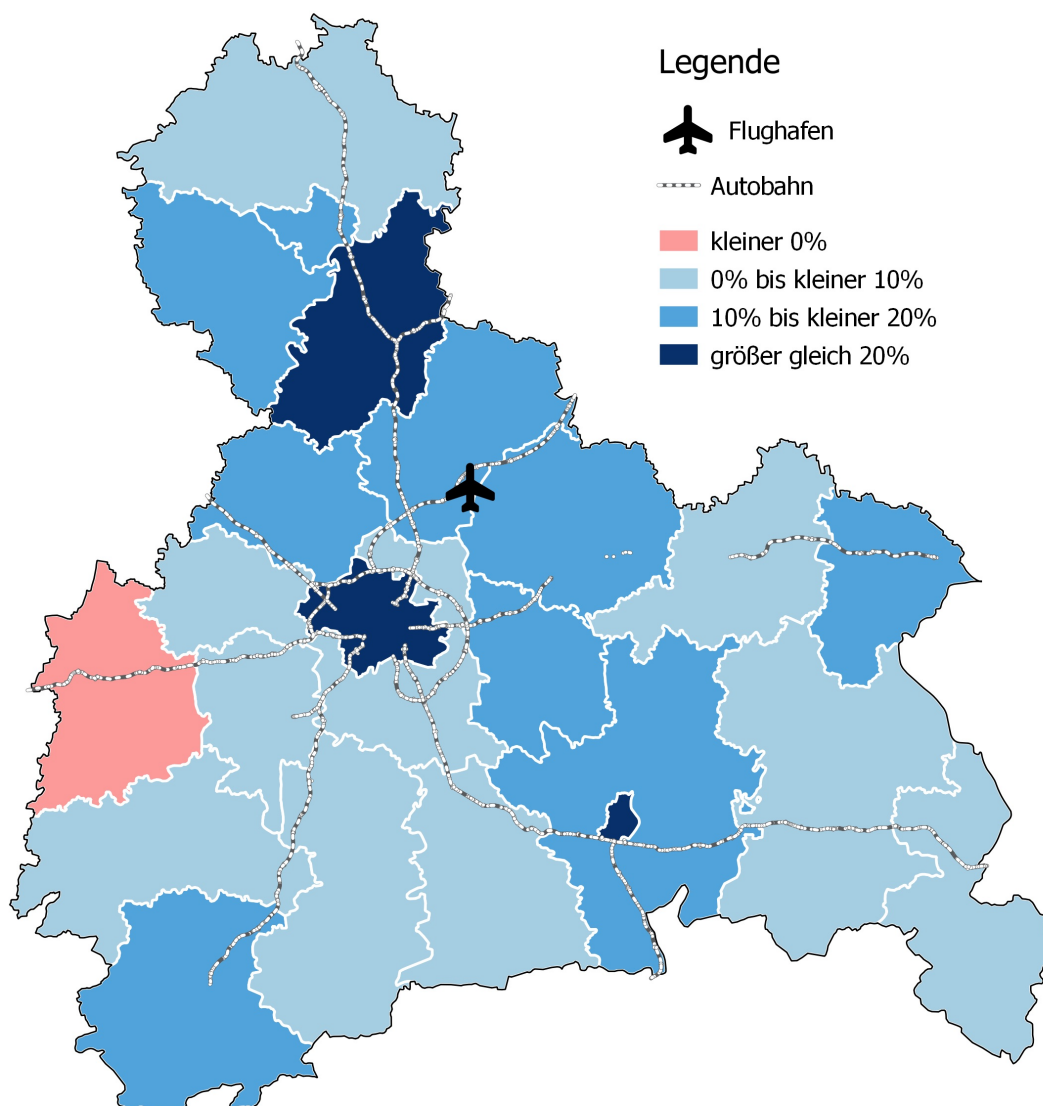 Legende
Flughafen
Autobahn
kleiner 0%
0% bis kleiner 10%
10% bis kleiner 20%
größer gleich 20%